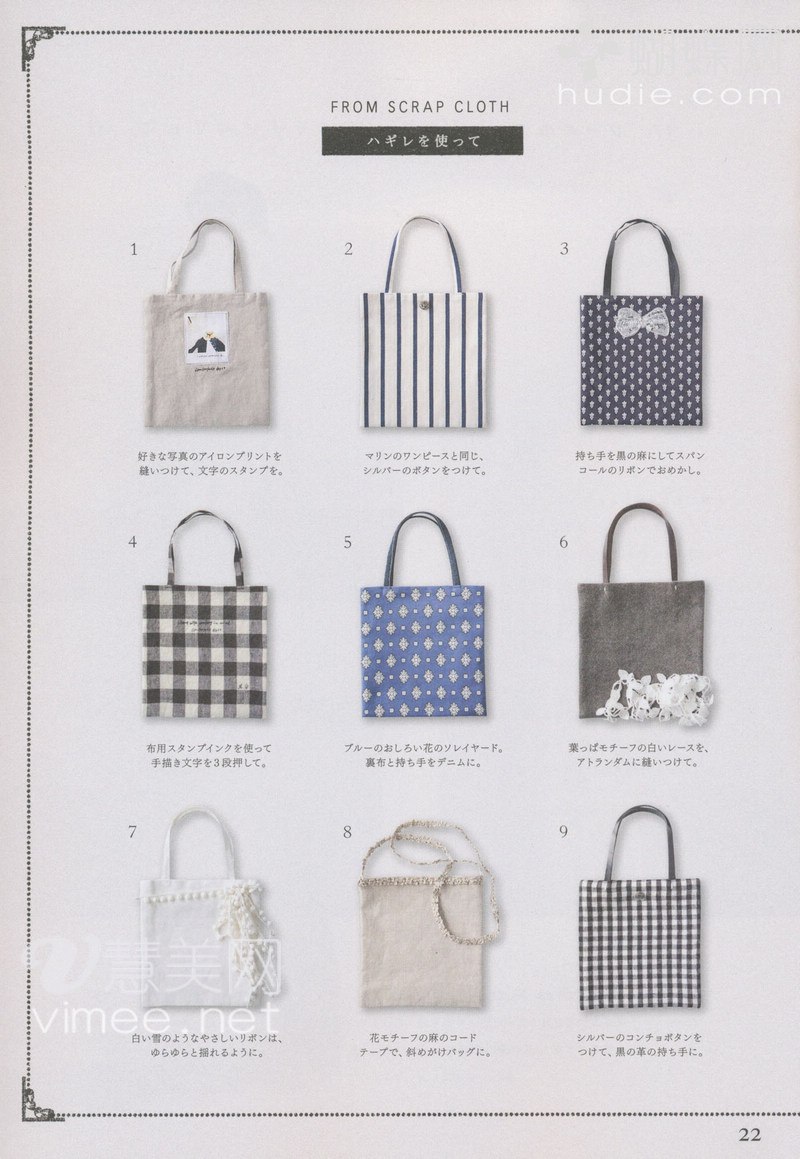 hudie.com
FROM SCRAP CLOTH
ハギレを使って
1
2
3
好きな写真のアイロンプリントを
縫いつけて、文字のスタンプを。
マリンのワンピースと同じ、
シルバーのボタンをつけて。
持ち手を黒の麻にしてスパン
コールのリボンでおめかし。
4
5
6
布用スタンプインクを使って
手描き文字を3段押して。
ブルーのおしろい花のソレイヤード。
裏布と持ち手をデニムに。
葉っぱモチーフの白いレースを、
アトランダムに縫いつけて。
7
8
9
慧美网
vimee.net
白い雪のようなやさしいリボンは、
ゆらゆらと揺れるように。
花モチーフの麻のコード
テープで、斜めがけバッグに。
シルバーのコンチョボタンを
つけて、黒の革の持ち手に。
22